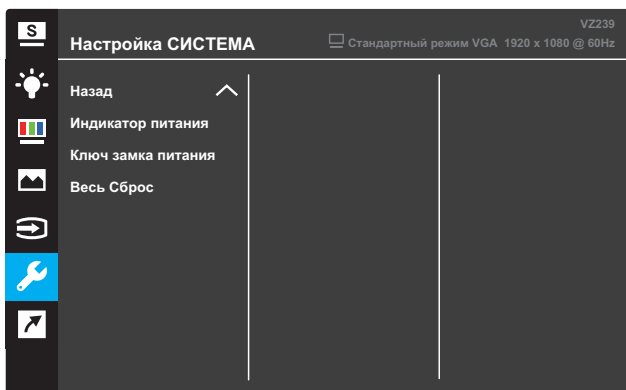 S
VZ239
Настройка СИСТЕМА
Стандартный режим VGA 1920 x 1080 @ 60Hz
Назад
Индикатор питания
Ключ замка питания
Весь Сброс